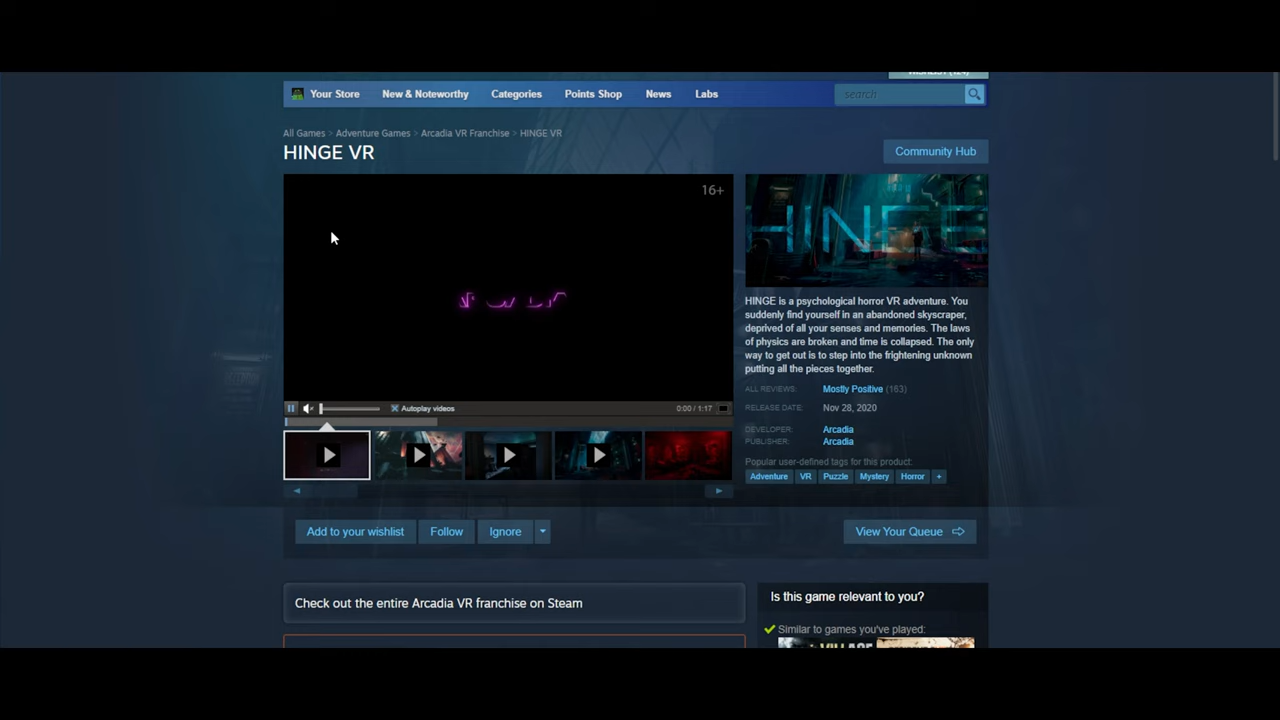 WISHLIST (124)
Your Store New & Noteworthy Categories Points Shop News Labs search
All Games > Adventure Games > Arcadia VR Franchise > HINGE VR
HINGE VR
Community Hub
16+
HINGE
HINGE is a psychological horror VR adventure. You
suddenly find yourself in an abandoned skyscraper,
deprived of all your senses and memories. The laws
of physics are broken and time is collapsed. The only
way to get out is to step into the frightening unknown
putting all the pieces together.
ALL REVIEWS: Mostly Positive (163)
RELEASE DATE: Nov 28, 2020
DEVELOPER: Arcadia
PUBLISHER: Arcadia
Popular user-defined tags for this product:
Adventure VR Puzzle Mystery Horror +
Autoplay videos 0:00 / 1:17
Add to your wishlist Follow Ignore View Your Queue
Check out the entire Arcadia VR franchise on Steam
Is this game relevant to you?
Similar to games you've played:
VILLAGE